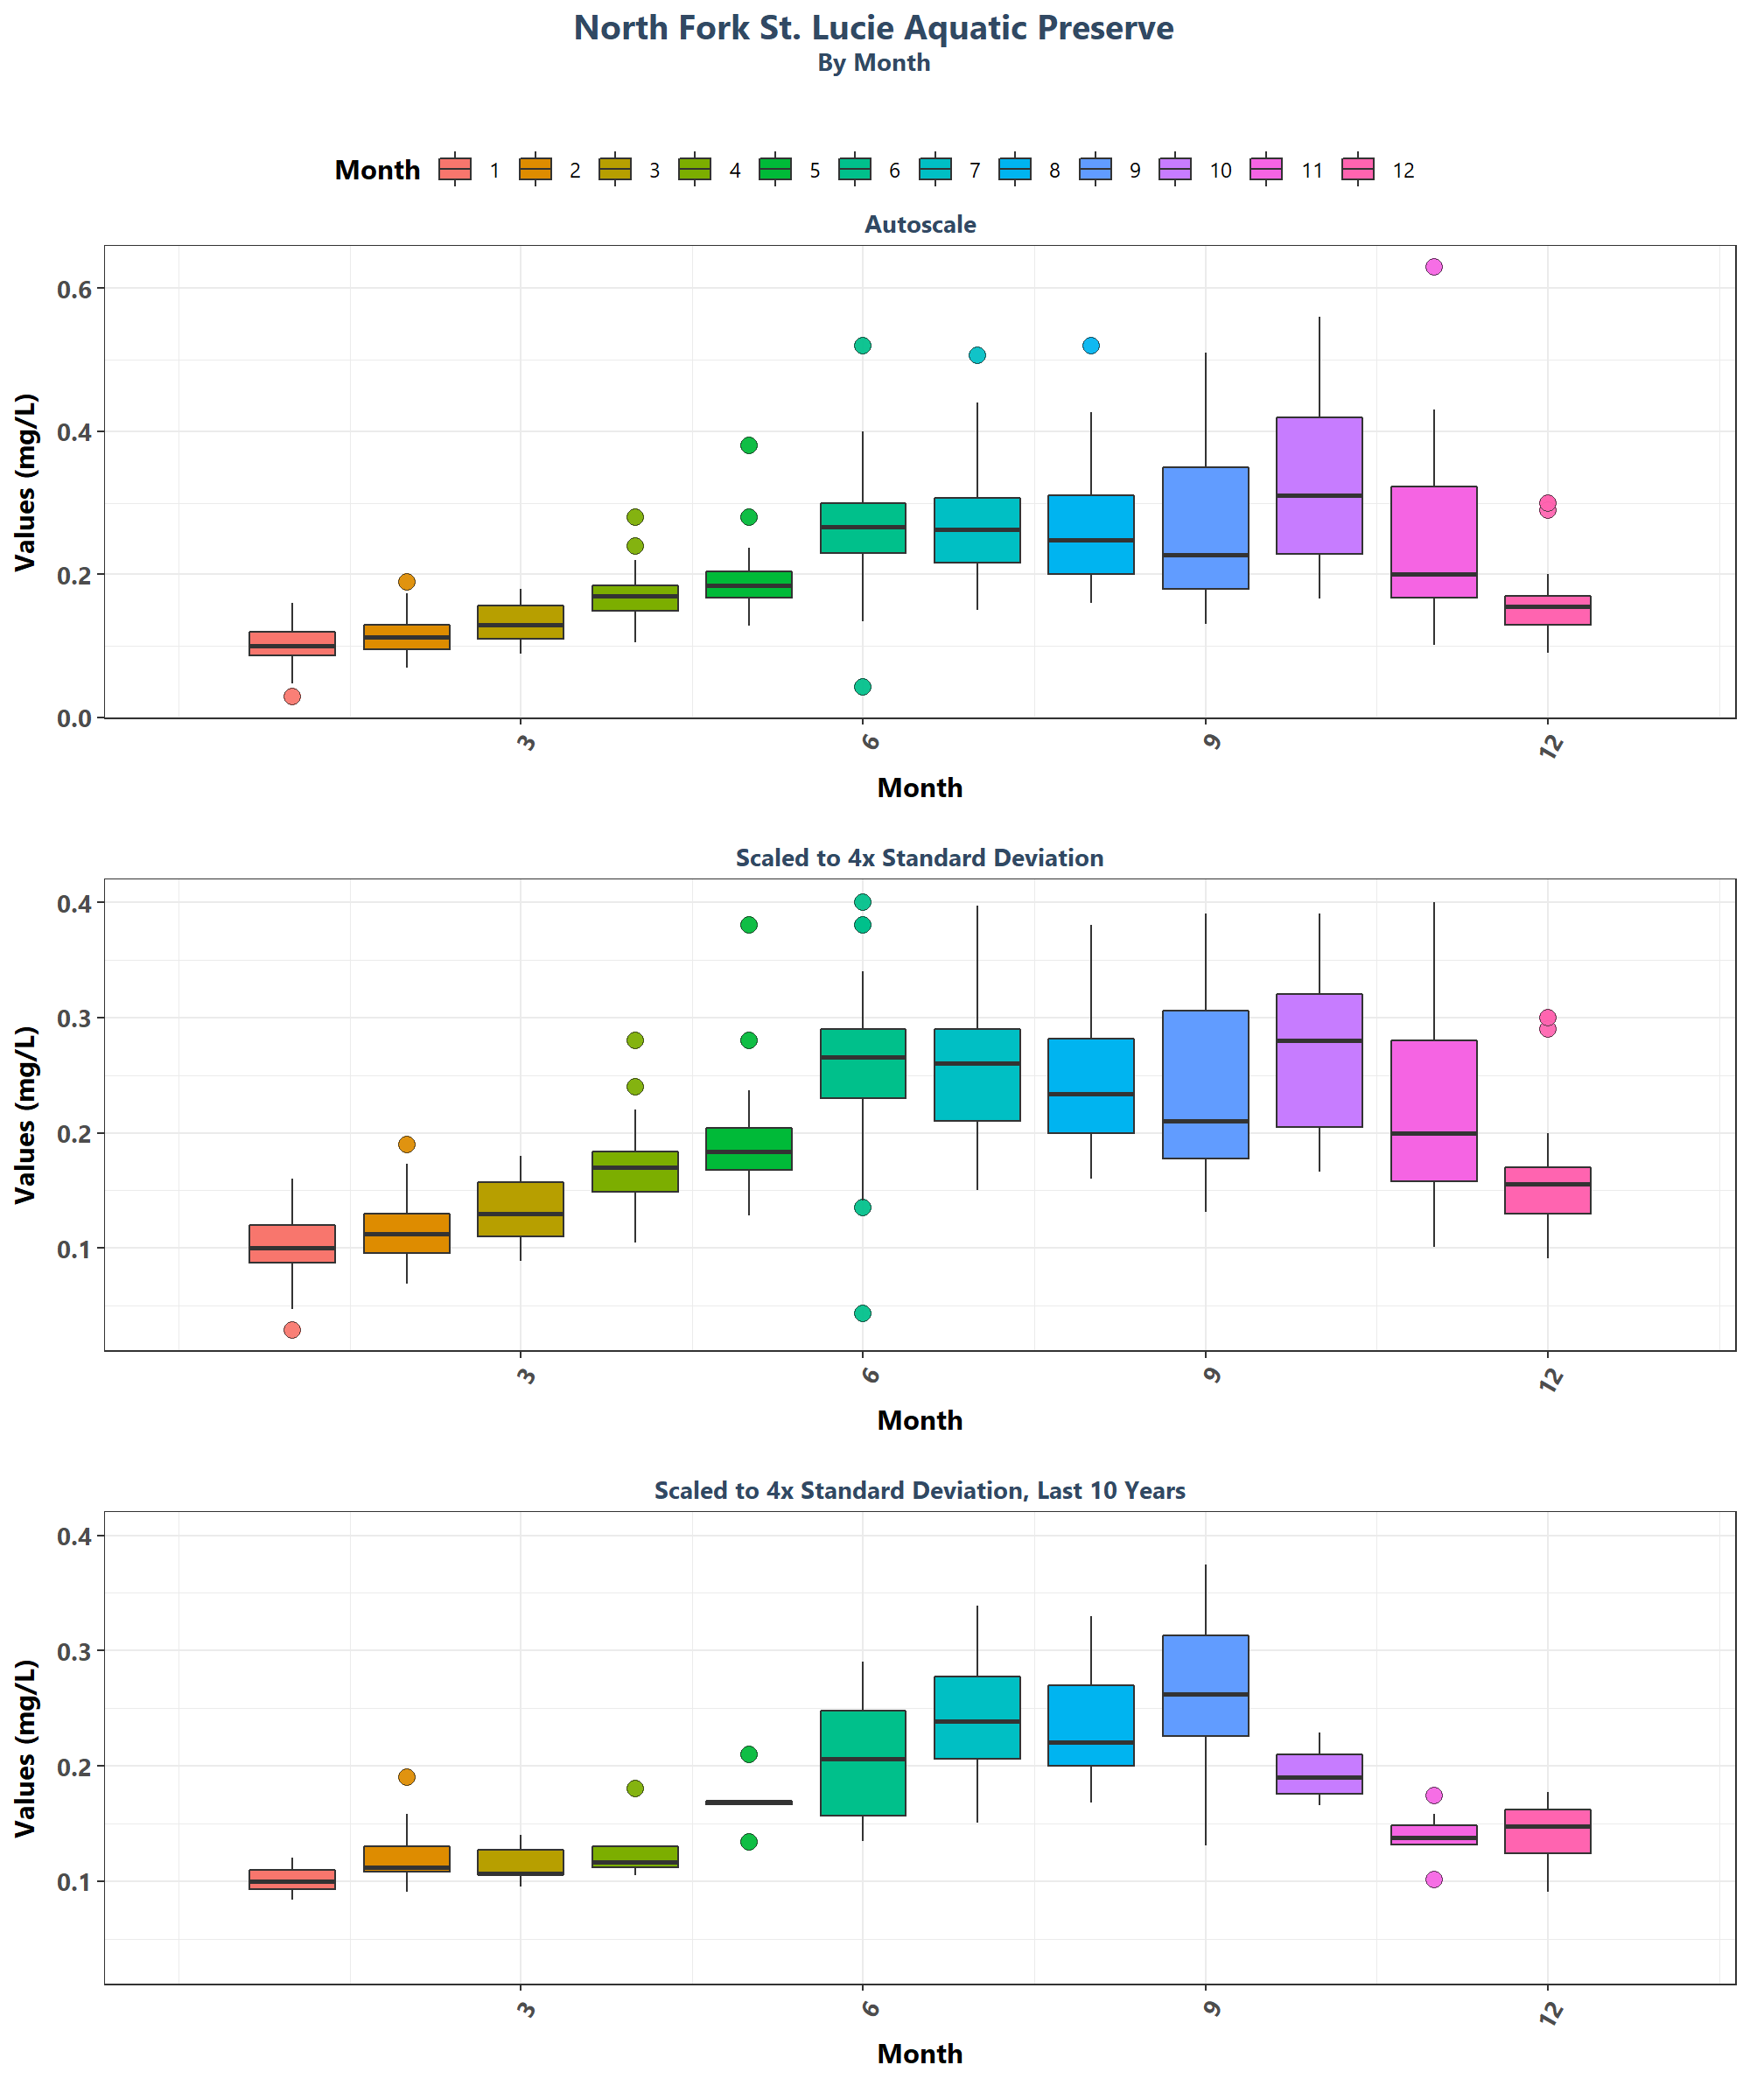 North Fork St. Lucie Aquatic Preserve
By Month
Month 1 2 3 4 5 6 7 8 9 10 11 12
Autoscale
Values (mg/L)
0.6
0.4
0.2
0.0
3 6 9 12
Month
Scaled to 4x Standard Deviation
Values (mg/L)
0.4
0.3
0.2
0.1
3 6 9 12
Month
Scaled to 4x Standard Deviation, Last 10 Years
Values (mg/L)
0.4
0.3
0.2
0.1
3 6 9 12
Month